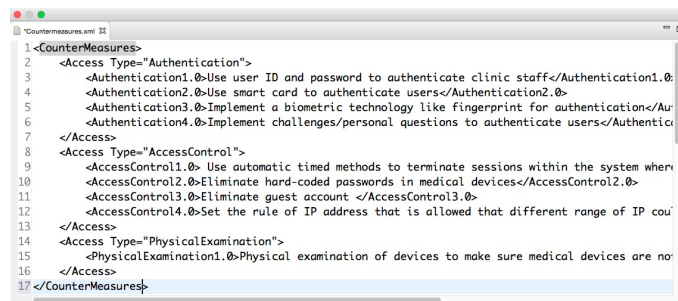 *Countermeasures.xml
1 <CounterMeasures>
2 <Access Type="Authentication">
3 <Authentication1.0>Use user ID and password to authenticate clinic staff</Authentication1.0>
4 <Authentication2.0>Use smart card to authenticate users</Authentication2.0>
5 <Authentication3.0>Implement a biometric technology like fingerprint for authentication</Au
6 <Authentication4.0>Implement challenges/personal questions to authenticate users</Authentic
7 </Access>
8 <Access Type="AccessControl">
9 <AccessControl1.0> Use automatic timed methods to terminate sessions within the system where
10 <AccessControl2.0>Eliminate hard-coded passwords in medical devices</AccessControl2.0>
11 <AccessControl3.0>Eliminate guest account </AccessControl3.0>
12 <AccessControl4.0>Set the rule of IP address that is allowed that different range of IP cou
13 </Access>
14 <Access Type="PhysicalExamination">
15 <PhysicalExamination1.0>Physical examination of devices to make sure medical devices are no
16 </Access>
17 </CounterMeasures>